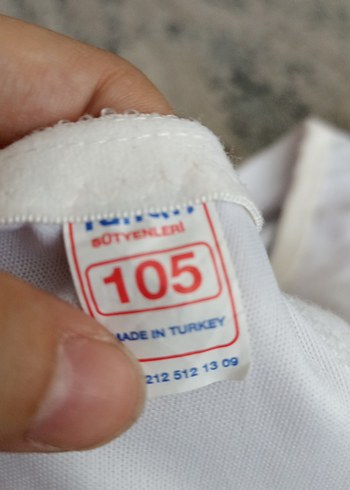 SÜTYENLERİ
105
MADE IN TURKEY
212 512 13 09